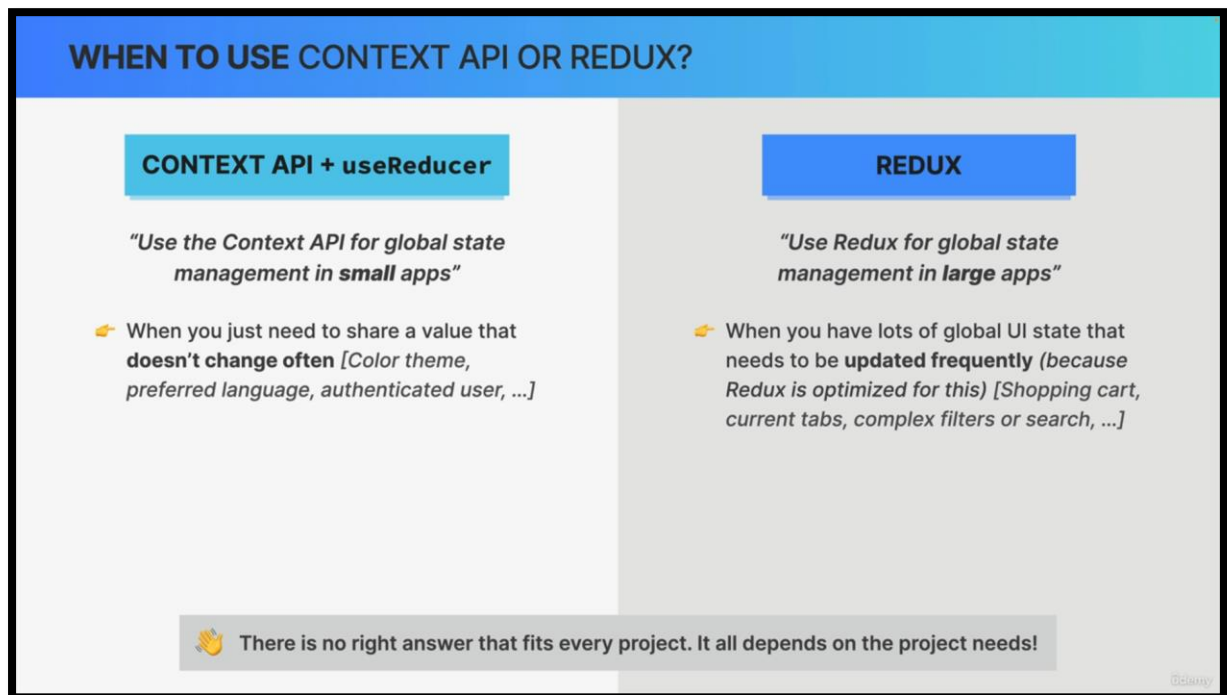 WHEN TO USE CONTEXT API OR REDUX?
CONTEXT API + useReducer
“Use the Context API for global state
management in small apps”
When you just need to share a value that
doesn’t change often [Color theme,
preferred language, authenticated user, ...]
REDUX
“Use Redux for global state
management in large apps”
When you have lots of global UI state that
needs to be updated frequently (because
Redux is optimized for this) [Shopping cart,
current tabs, complex filters or search, ...]
There is no right answer that fits every project. It all depends on the project needs!
ûdemy